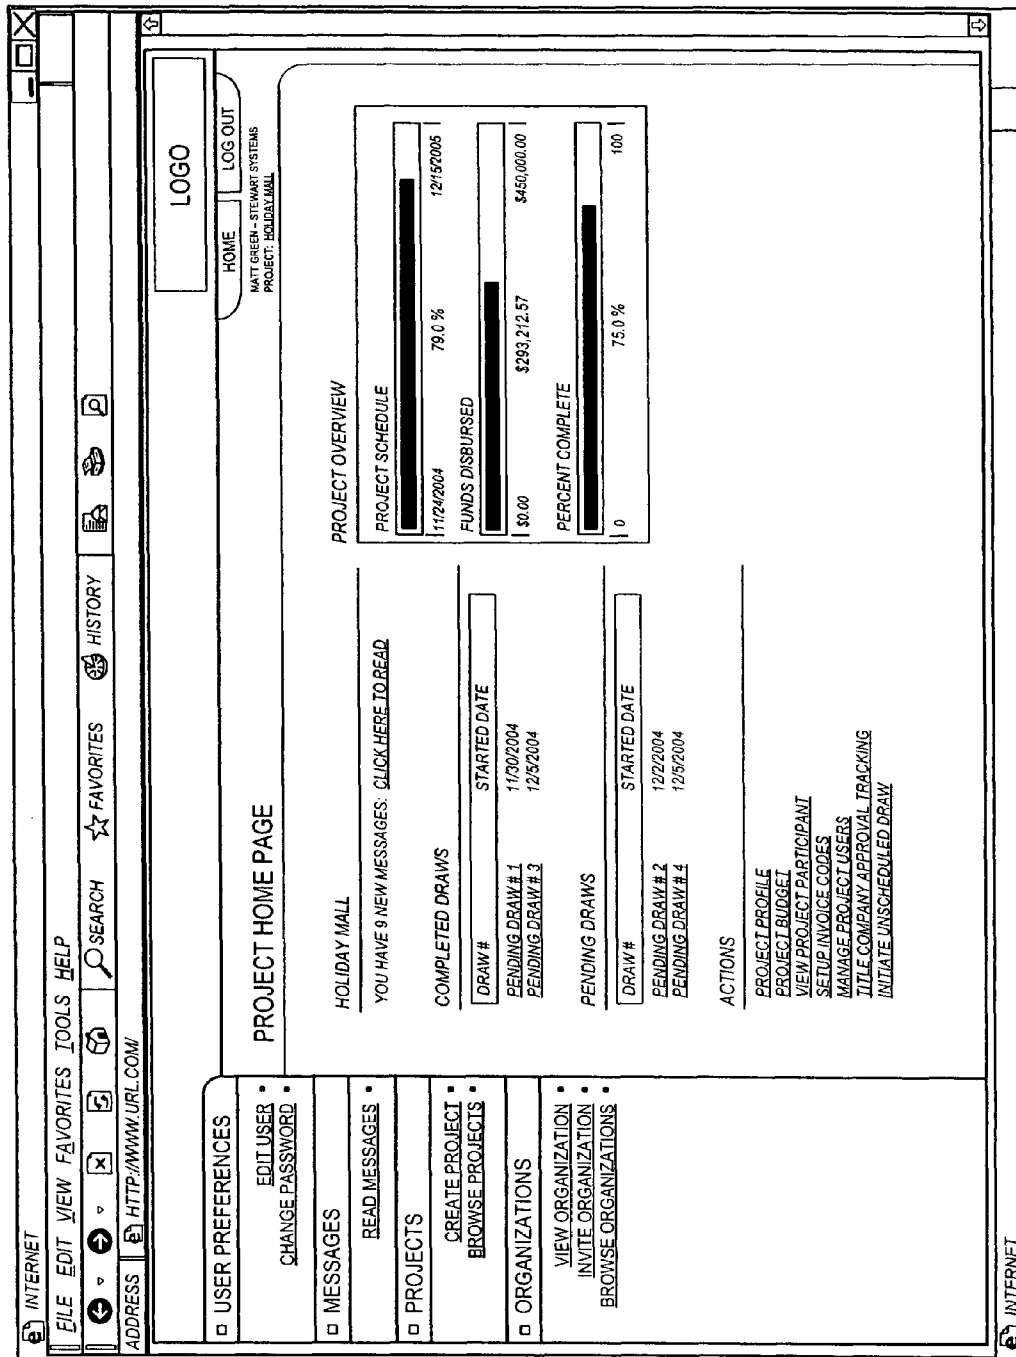 INTERNET
FILE EDIT VIEW FAVORITES TOOLS HELP
SEARCH FAVORITES HISTORY
ADDRESS HTTP://WWW.URL.COM/
LOGO
HOME LOG OUT
MATT GREEN – STEWART SYSTEMS
PROJECT: HOLIDAY MALL
USER PREFERENCES
EDIT USER
CHANGE PASSWORD
MESSAGES
READ MESSAGES
PROJECTS
CREATE PROJECT
BROWSE PROJECTS
ORGANIZATIONS
VIEW ORGANIZATION
INVITE ORGANIZATION
BROWSE ORGANIZATIONS
PROJECT HOME PAGE
HOLIDAY MALL
YOU HAVE 9 NEW MESSAGES: CLICK HERE TO READ
COMPLETED DRAWS
DRAW # STARTED DATE
PENDING DRAW # 1 11/30/2004
PENDING DRAW # 3 12/5/2004
PENDING DRAWS
DRAW # STARTED DATE
PENDING DRAW # 2 12/2/2004
PENDING DRAW # 4 12/5/2004
ACTIONS
PROJECT PROFILE
PROJECT BUDGET
VIEW PROJECT PARTICIPANT
SETUP INVOICE CODES
MANAGE PROJECT USERS
TITLE COMPANY APPROVAL TRACKING
INITIATE UNSCHEDULED DRAW
PROJECT OVERVIEW
PROJECT SCHEDULE
11/24/2004 79.0 % 12/15/2005
FUNDS DISBURSED
$0.00 $293,212.57 $450,000.00
PERCENT COMPLETE
0 75.0 % 100
INTERNET